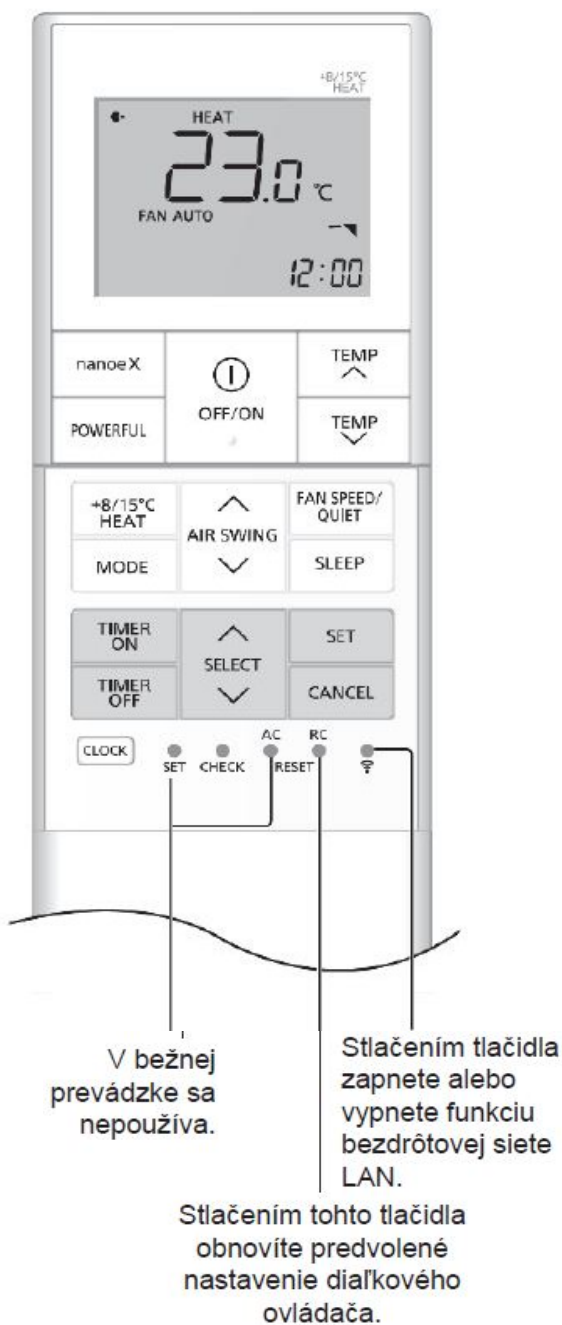 +8/15°C
HEAT
HEAT
23.0 °C
FAN AUTO
12:00
nanoeX
OFF/ON
TEMP
POWERFUL
TEMP
+8/15°C
HEAT
AIR SWING
FAN SPEED/
QUIET
MODE
SLEEP
TIMER
ON
SELECT
SET
TIMER
OFF
CANCEL
CLOCK
AC RC
SET CHECK RESET
V bežnej
prevádzke sa
nepoužíva.
Stlačením tlačidla
zapnete alebo
vypnete funkciu
bezdrôtovej siete
LAN.
Stlačením tohto tlačidla
obnovíte predvolené
nastavenie diaľkového
ovládača.